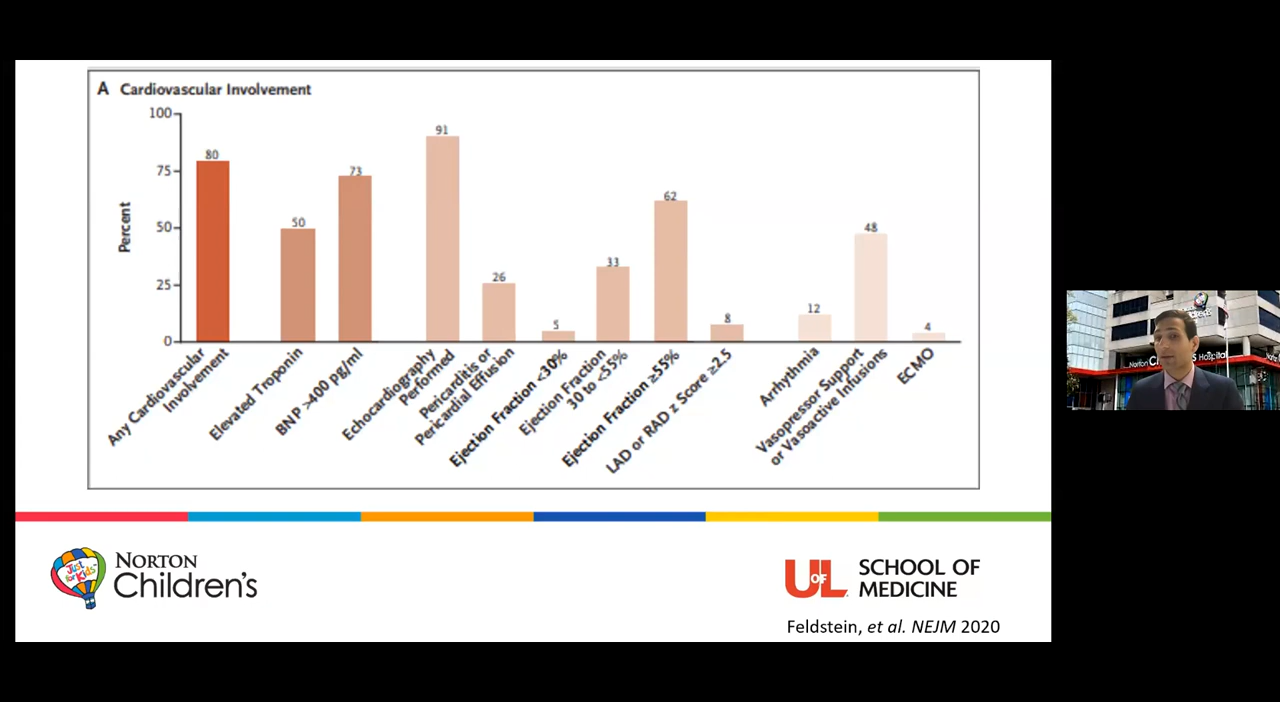 A Cardiovascular Involvement
100
75
50
25
0
Percent
80
50
73
91
26
5
33
62
8
12
48
4
Any Cardiovascular
Involvement
Elevated Troponin
BNP >400 pg/ml
Echocardiography
Performed
Pericarditis or
Pericardial Effusion
Ejection Fraction <30%
Ejection Fraction
30 to <55%
Ejection Fraction ≥55%
LAD or RAD z Score ≥2.5
Arrhythmia
Vasopressor Support
or Vasoactive Infusions
ECMO
Just
for Kids
NORTON
Children's
UOFL
SCHOOL OF
MEDICINE
Feldstein, et al. NEJM 2020